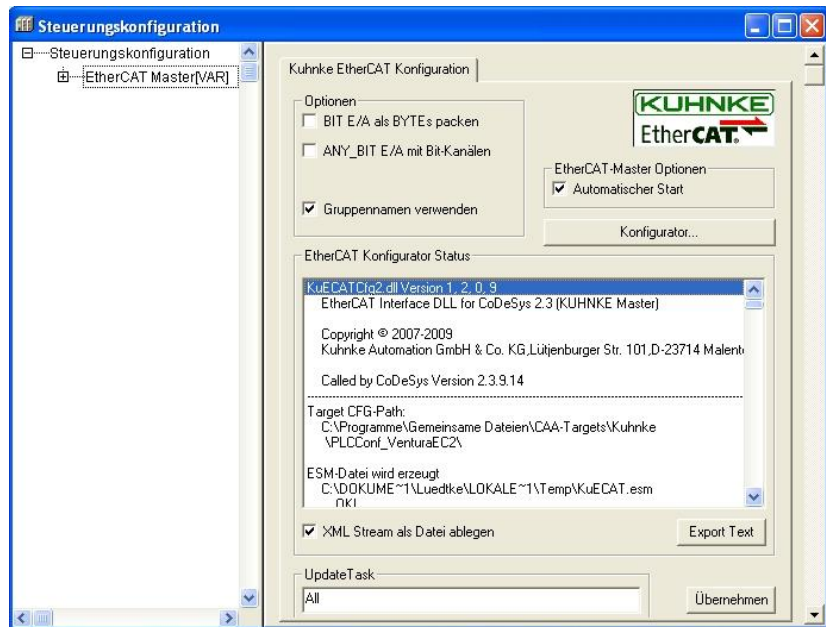 Steuerungskonfiguration
Steuerungskonfiguration
EtherCAT Master[VAR]
Kuhnke EtherCAT Konfiguration
Optionen
BIT E/A als BYTEs packen
ANY_BIT E/A mit Bit-Kanälen
Gruppennamen verwenden
KUHNKE
EtherCAT.
EtherCAT-Master Optionen
Automatischer Start
Konfigurator...
EtherCAT Konfigurator Status
KuECATCfg2.dll Version 1, 2, 0, 9
EtherCAT Interface DLL for CoDeSys 2.3 (KUHNKE Master)
Copyright © 2007-2009
Kuhnke Automation GmbH & Co. KG,Lütjenburger Str. 101,D-23714 Malent
Called by CoDeSys Version 2.3.9.14
Target CFG-Path:
C:\Programme\Gemeinsame Dateien\CAA-Targets\Kuhnke
\PLCConf_VenturaEC2\
ESM-Datei wird erzeugt
C:\DOKUME~1\Luedtke\LOKALE~1\Temp\KuECAT.esm
XML Stream als Datei ablegen
Export Text
UpdateTask
All
Übernehmen